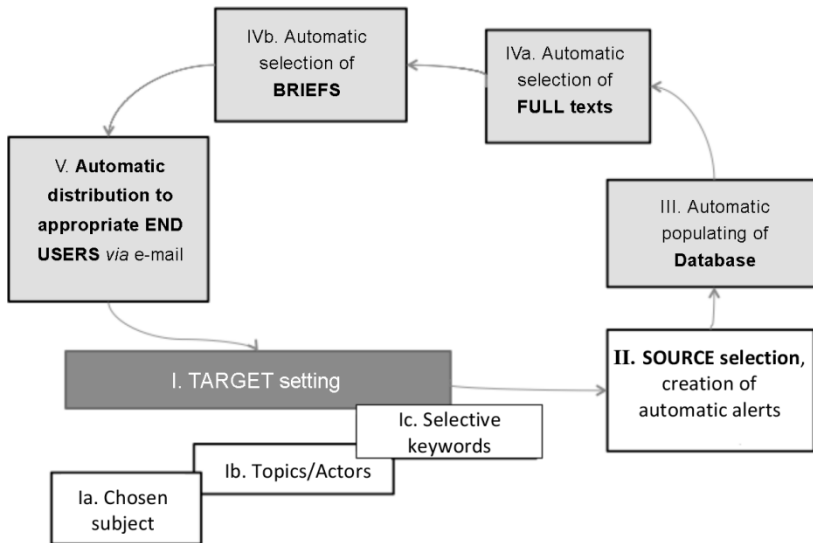 IVb. Automatic
selection of
BRIEFS
IVa. Automatic
selection of
FULL texts
V. Automatic
distribution to
appropriate END
USERS via e-mail
III. Automatic
populating of
Database
I. TARGET setting
II. SOURCE selection,
creation of
automatic alerts
Ic. Selective
keywords
Ib. Topics/Actors
Ia. Chosen
subject